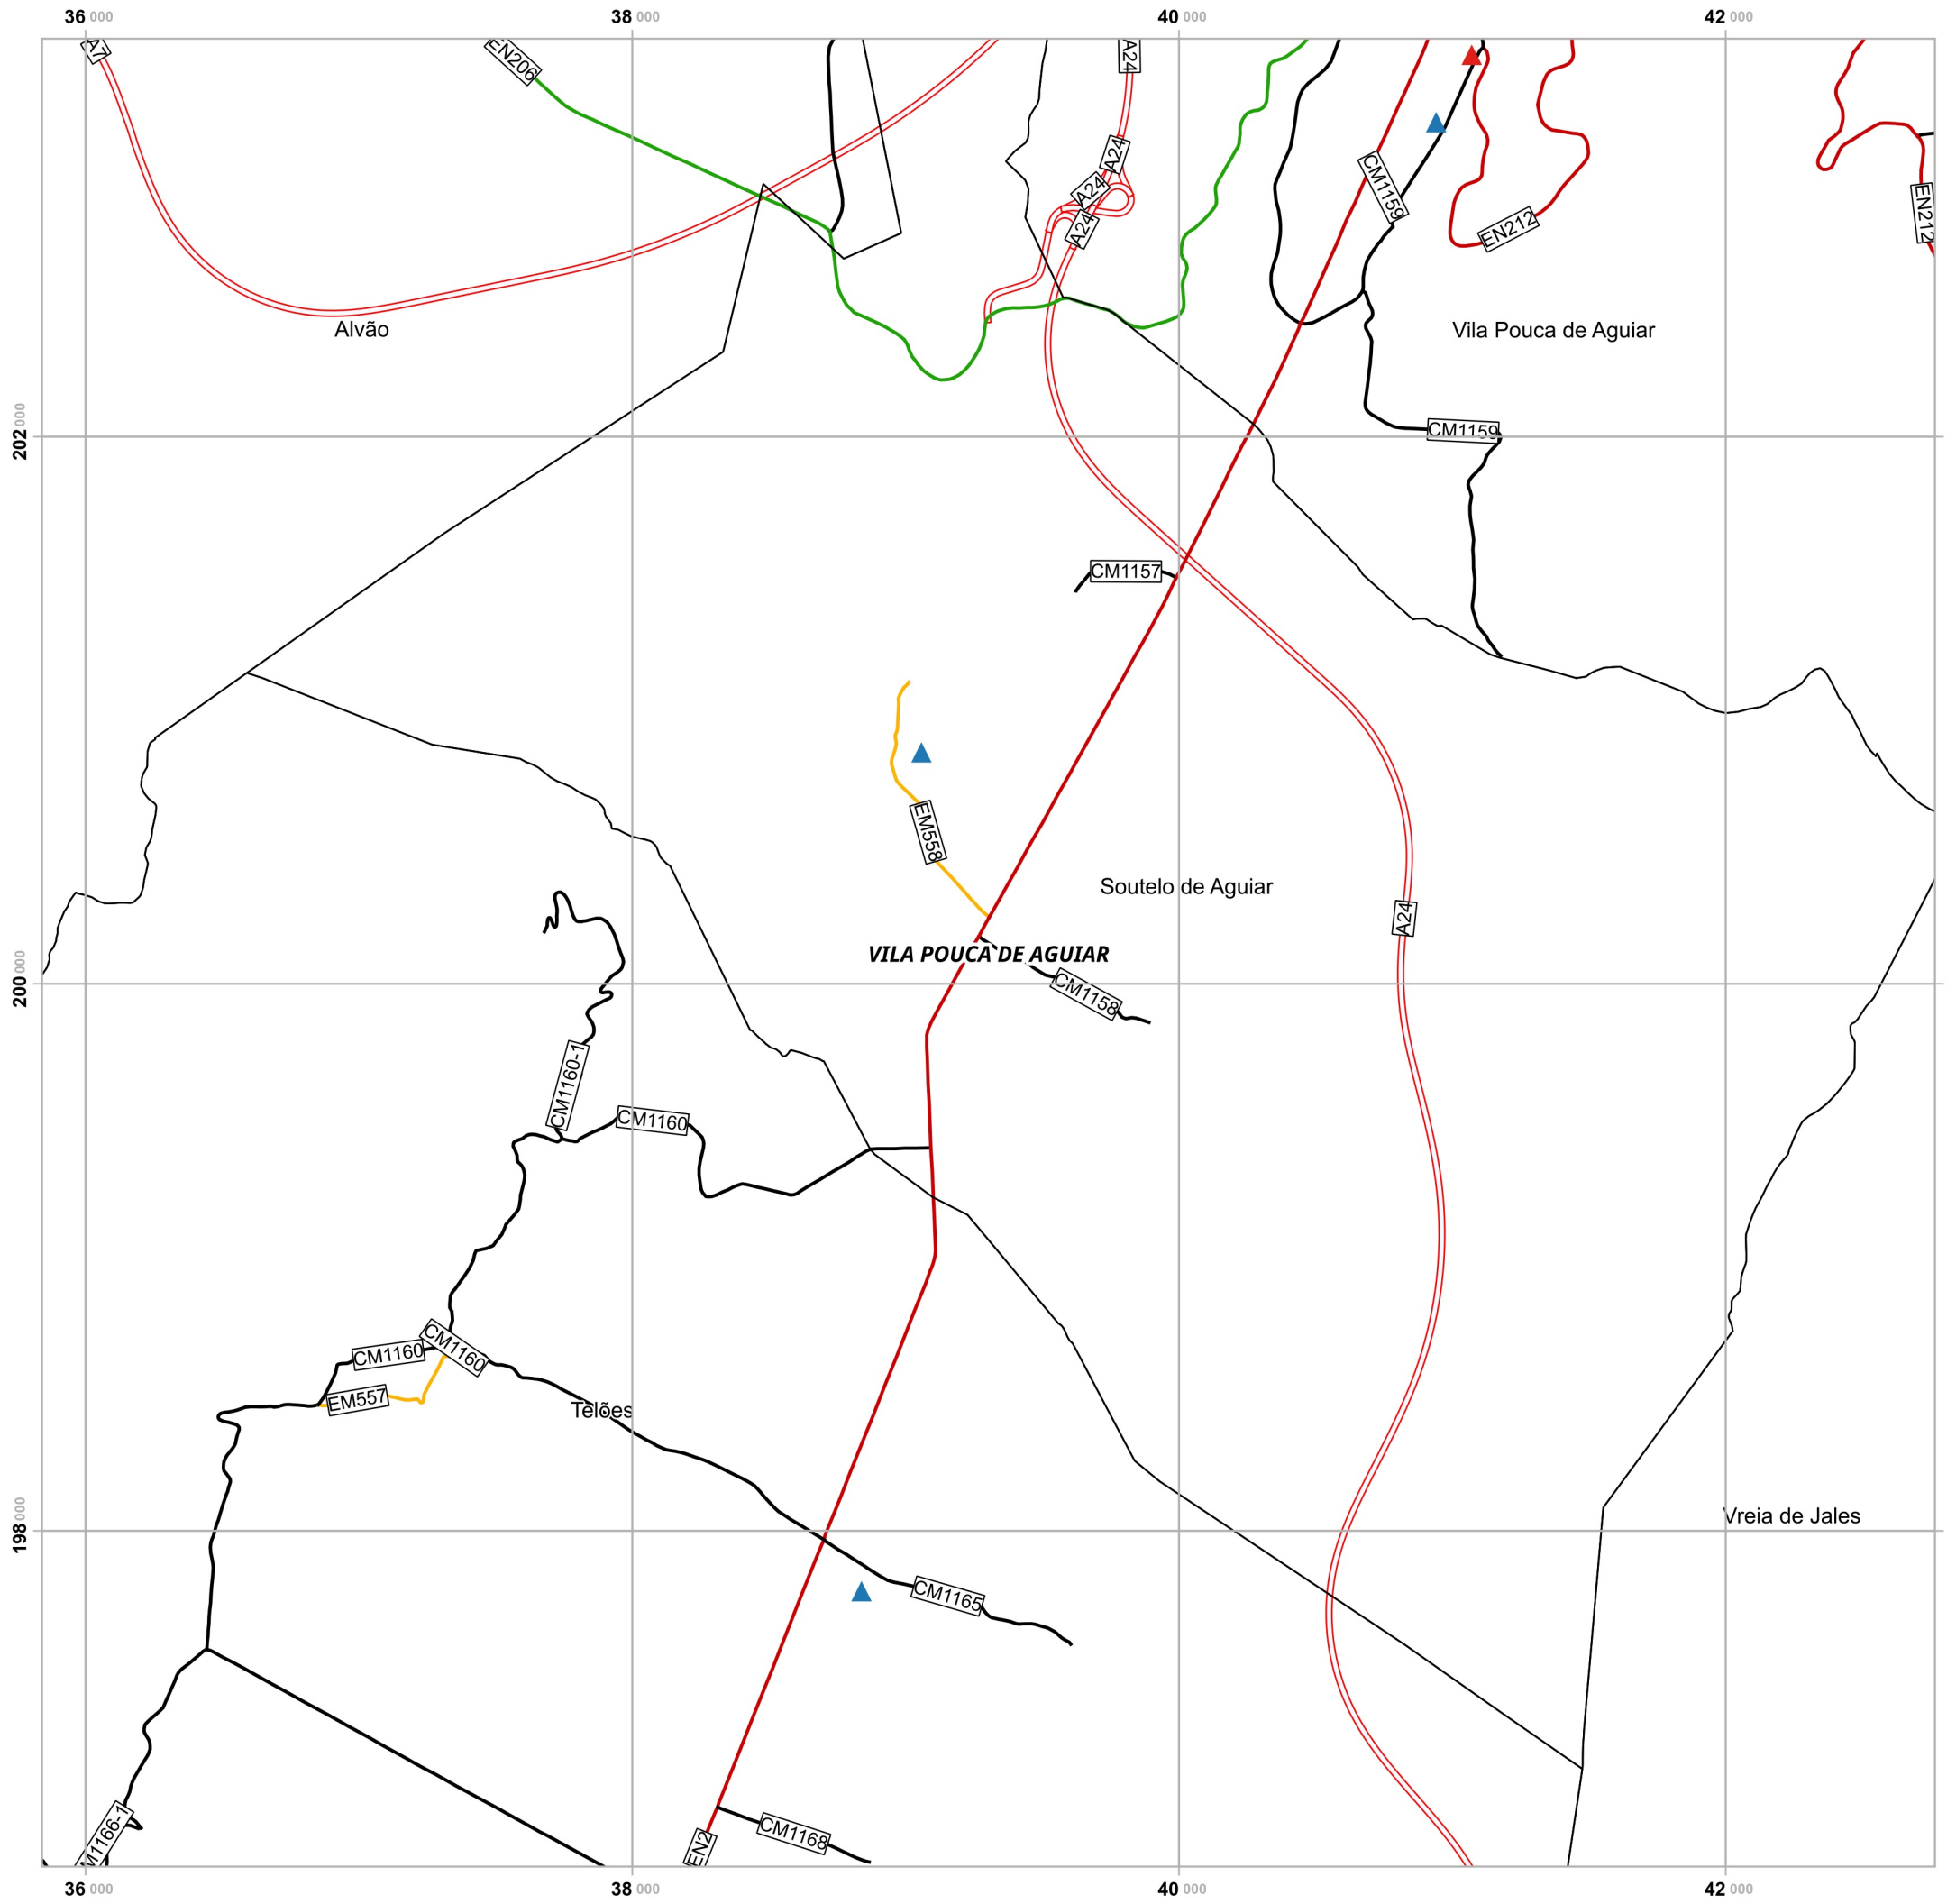 36 000
38 000
40 000
42 000
A7
EN206
A24
A24
A24
A24
CM1159
EN212
EN212
Alvão
Vila Pouca de Aguiar
202 000
CM1159
CM1157
EM558
Soutelo de Aguiar
A24
VILA POUCA DE AGUIAR
200 000
CM1158
CM1160-1
CM1160
CM1160
CM1160
EM557
Telões
198 000
Vreia de Jales
CM1165
M1166-1
EN2
CM1168
36 000
38 000
40 000
42 000